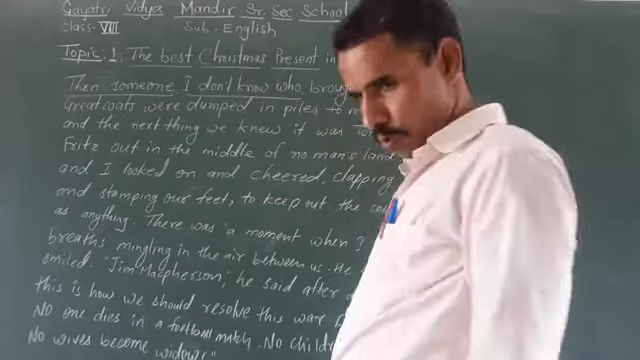 Gayatri Vidya Mandir Sr. Sec School
Class-VIII Sub.-English
Topic: 1. The best Christmas Present in
Then someone I don't know who
Great coats were dumped in piles to
and the next thing we knew it was
Fritz out in the middle of no man's land
and I looked on and cheered, clapping
and stamping our feet, to keep out the
as anything. There was a moment when I
breaths mingling in the air between us. He
smiled. "Jim Macpherson," he said after
this is how we should resolve this war
No one dies in a football match. No
No wives become widows"